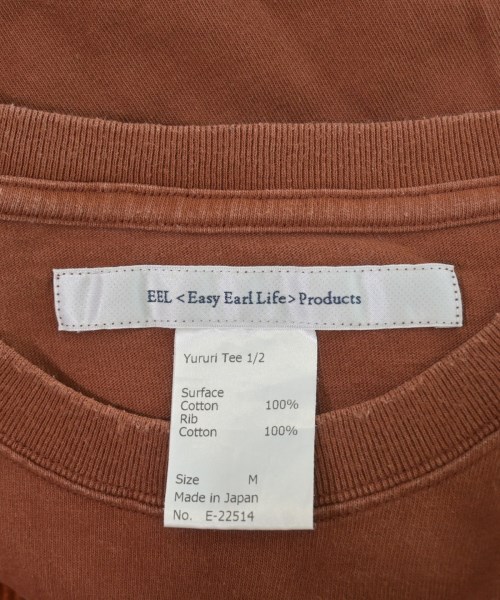 EEL <Easy Earl Life> Products
Yururi Tee 1/2
Surface
Cotton 100%
Rib
Cotton 100%
Size M
Made in Japan
No. E-22514